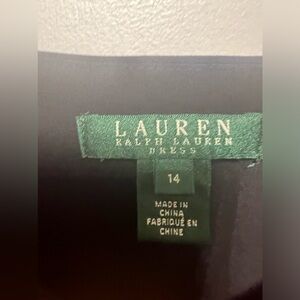 LAUREN
RALPH LAUREN
DRESS
14
MADE IN
CHINA
FABRIQUÉ EN
CHINE